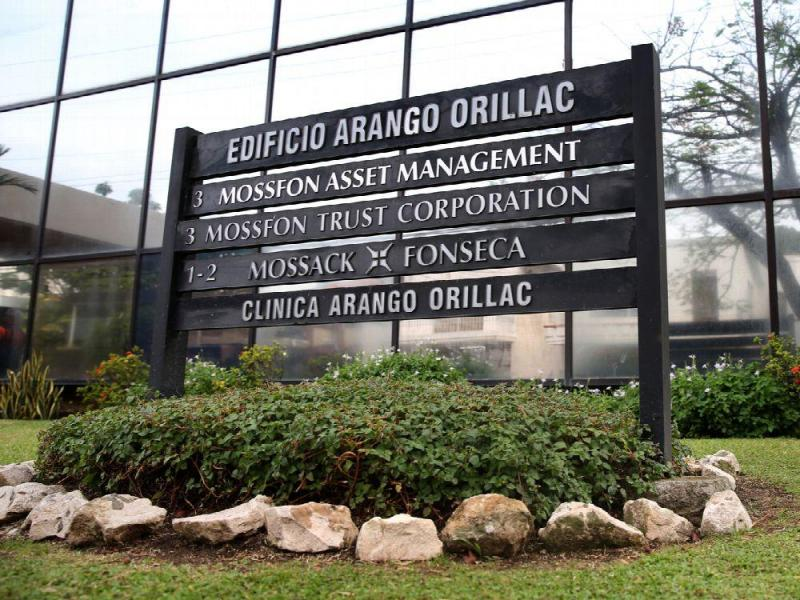 EDIFICIO ARANGO ORILLAC
3 MOSSFON ASSET MANAGEMENT
3 MOSSFON TRUST CORPORATION
1-2 MOSSACK FONSECA
CLINICA ARANGO ORILLAC